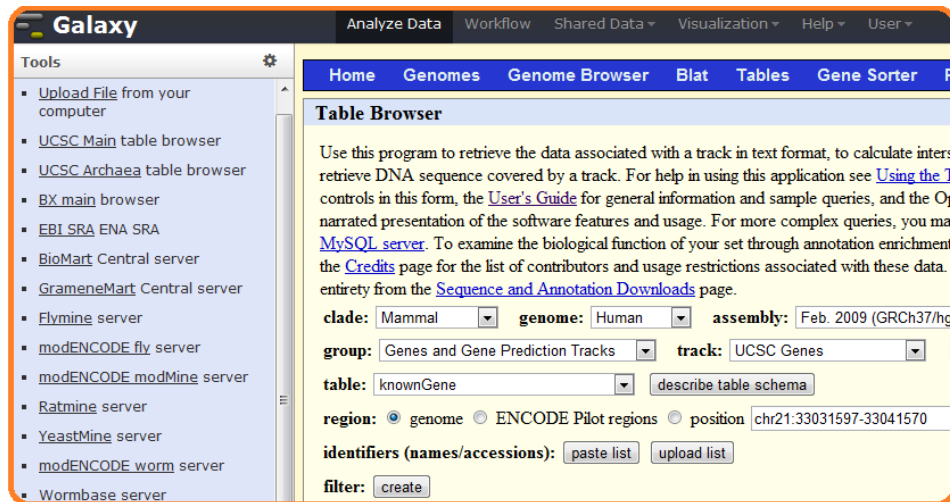 Galaxy
Analyze Data Workflow Shared Data Visualization Help User
Tools
Upload File from your
computer
UCSC Main table browser
UCSC Archaea table browser
BX main browser
EBI SRA ENA SRA
BioMart Central server
GrameneMart Central server
Flymine server
modENCODE fly server
modENCODE modMine server
Ratmine server
YeastMine server
modENCODE worm server
Wormbase server
Home Genomes Genome Browser Blat Tables Gene Sorter
Table Browser
Use this program to retrieve the data associated with a track in text format, to calculate inters
retrieve DNA sequence covered by a track. For help in using this application see Using the T
controls in this form, the User's Guide for general information and sample queries, and the Op
narrated presentation of the software features and usage. For more complex queries, you ma
MySQL server. To examine the biological function of your set through annotation enrichment
the Credits page for the list of contributors and usage restrictions associated with these data.
entirety from the Sequence and Annotation Downloads page.
clade: Mammal genome: Human assembly: Feb. 2009 (GRCh37/hg
group: Genes and Gene Prediction Tracks track: UCSC Genes
table: knownGene describe table schema
region: genome ENCODE Pilot regions position chr21:33031597-33041570
identifiers (names/accessions): paste list upload list
filter: create